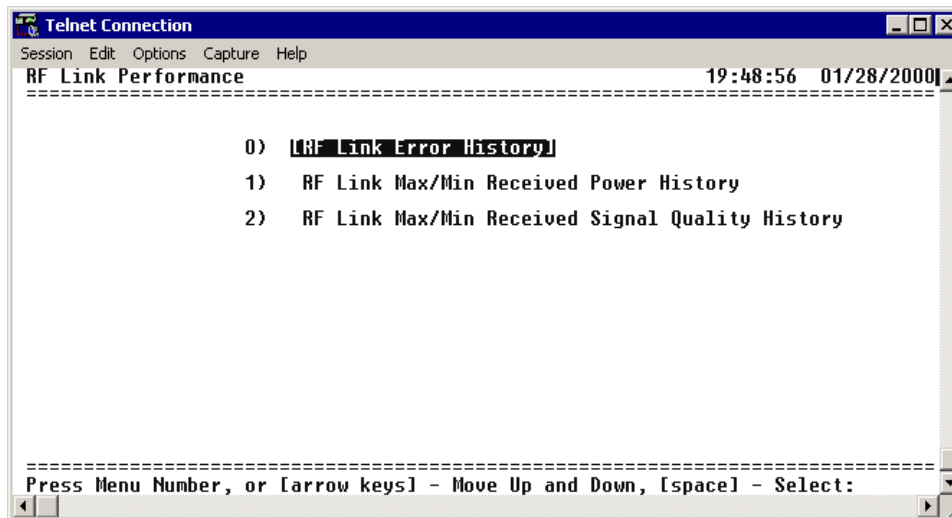 Telnet Connection
Session Edit Options Capture Help
RF Link Performance 19:48:56 01/28/2000
================================================================================
0) [RF Link Error History]
1) RF Link Max/Min Received Power History
2) RF Link Max/Min Received Signal Quality History
================================================================================
Press Menu Number, or [arrow keys] - Move Up and Down, [space] - Select: